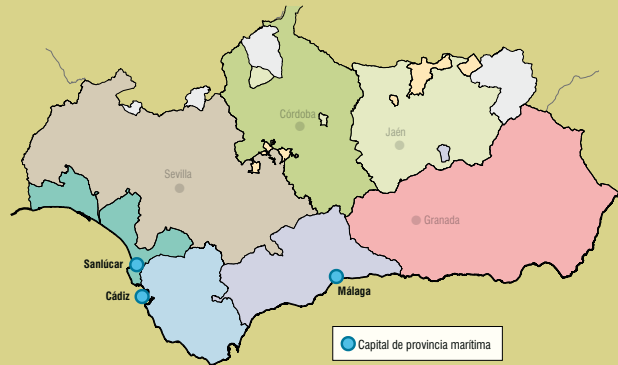 Córdoba
Jaén
Sevilla
Granada
Sanlúcar
Cádiz
Málaga
Capital de provincia marítima